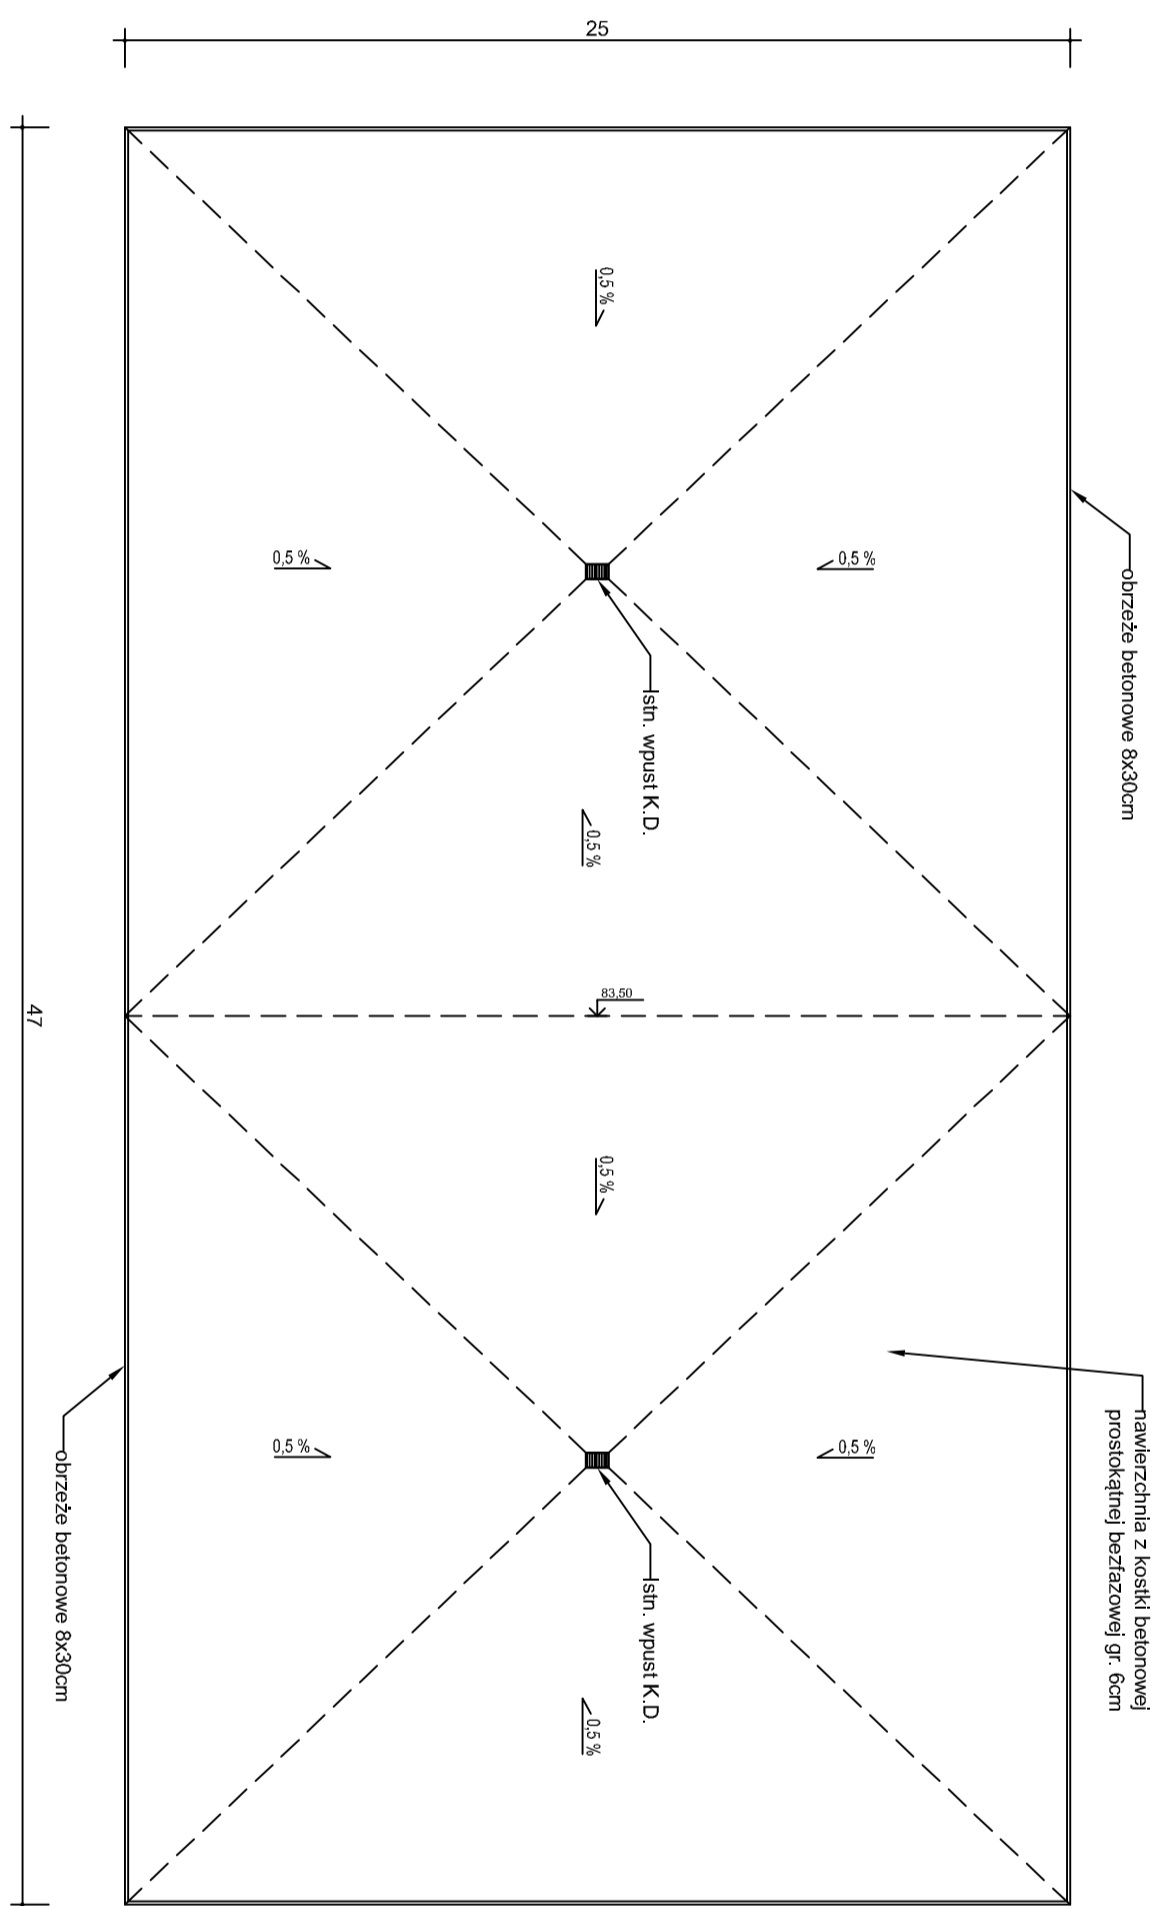 25
0,5 %
obrzeże betonowe 8x30cm
0,5 %
0,5 %
Istn. wpust K.D.
0,5 %
83,50
47
0,5 %
nawierzchnia z kostki betonowej
prostokątnej bezfazowej gr. 6cm
0,5 %
0,5 %
obrzeże betonowe 8x30cm
Istn. wpust K.D.
0,5 %